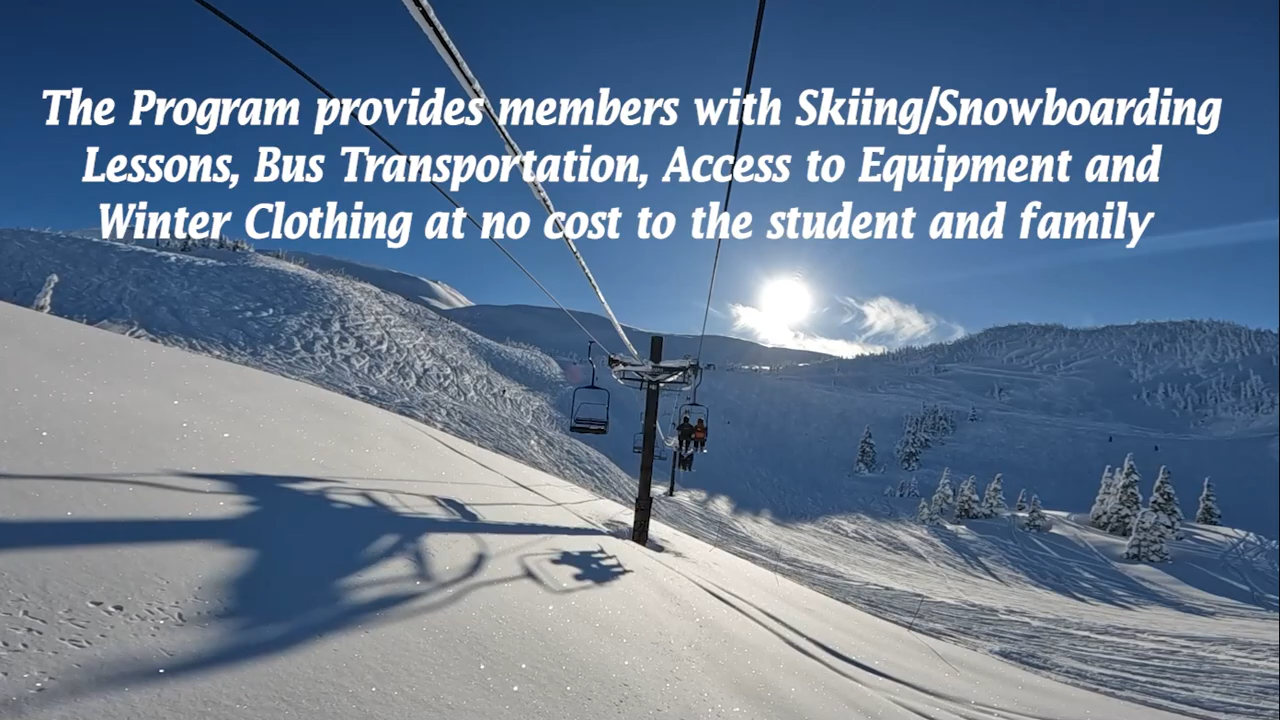 The Program provides members with Skiing/Snowboarding
Lessons, Bus Transportation, Access to Equipment and
Winter Clothing at no cost to the student and family